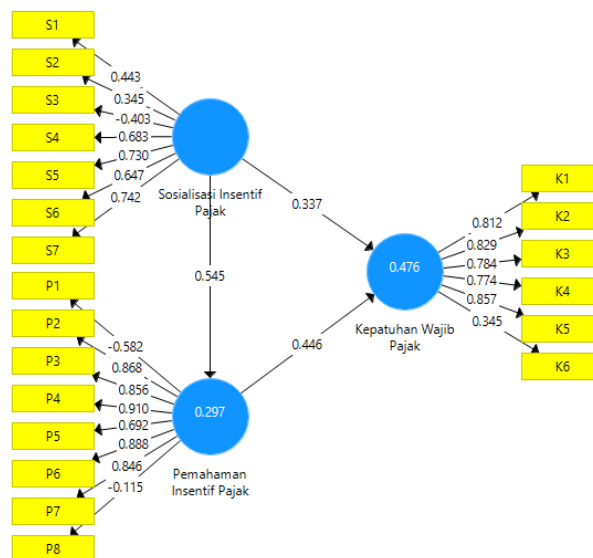 S1
S2
S3
S4
S5
S6
S7
0.443
0.345
-0.403
0.683
0.730
0.647
0.742
Sosialisasi Insentif
Pajak
0.337
0.545
0.446
P1
P2
P3
P4
P5
P6
P7
P8
-0.582
0.868
0.856
0.910
0.692
0.888
0.846
-0.115
0.297
Pemahaman
Insentif Pajak
0.476
Kepatuhan Wajib
Pajak
0.812
0.829
0.784
0.774
0.857
0.345
K1
K2
K3
K4
K5
K6